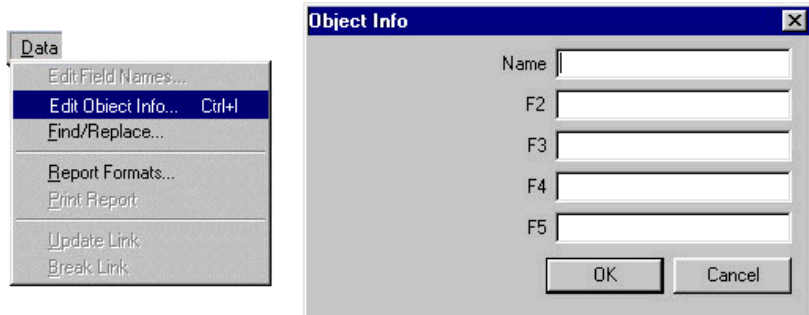 Data
Edit Field Names...
Edit Object Info... Ctrl+I
Find/Replace...
Report Formats...
Print Report
Update Link
Break Link
Object Info
Name
F2
F3
F4
F5
OK Cancel